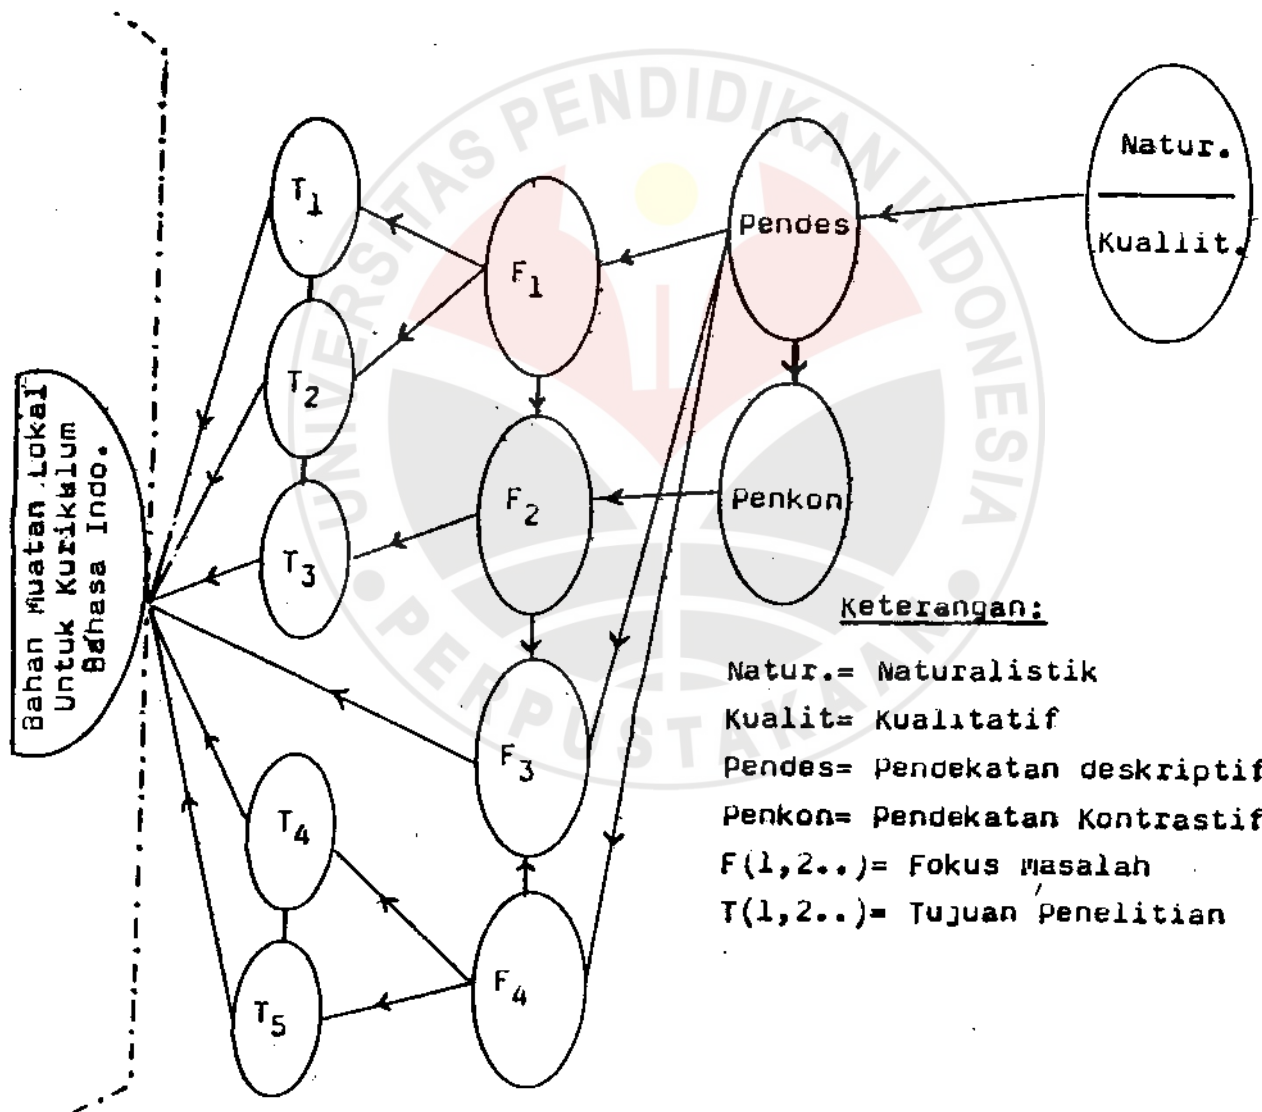 Natur.
Kuallit.
Pendes
Penkon
F1
F2
F3
F4
T1
T2
T3
T4
T5
Bahan Muatan Lokal
Untuk Kurikulum
Bahasa Indo.
Keterangan:
Natur.= Naturalistik
Kualit= Kualitatif
Pendes= Pendekatan deskriptif
Penkon= Pendekatan Kontrastif
F(1,2..)= Fokus Masalah
T(1,2..)= Tujuan Penelitian
UNIVERSITAS PENDIDIKAN INDONESIA
PERPUSTAKAAN